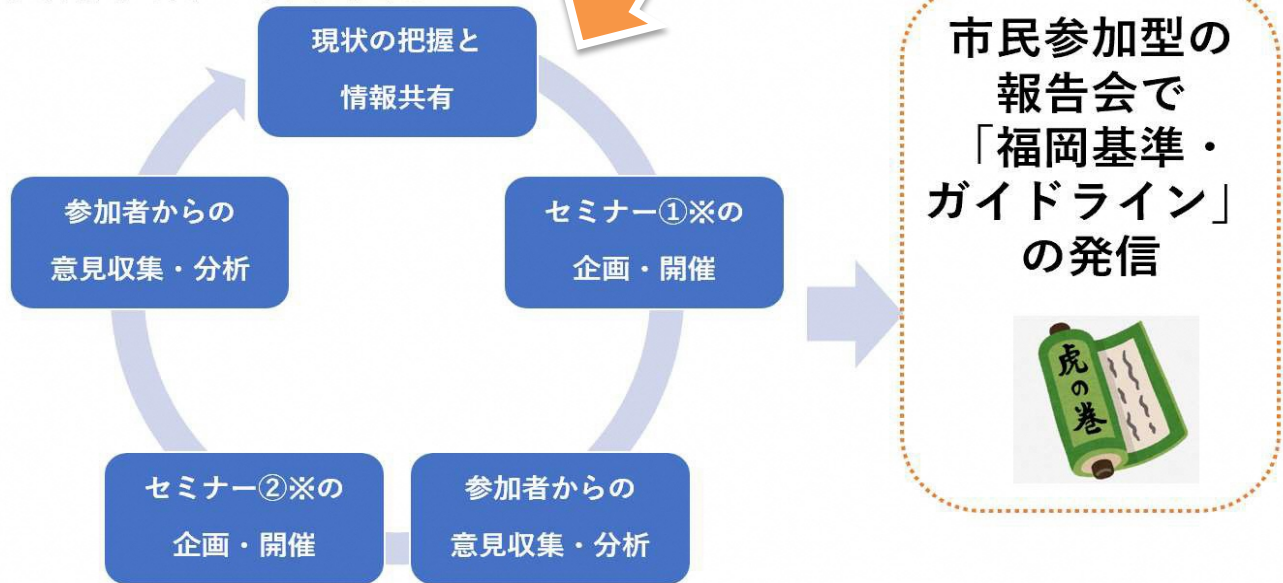 現状の把握と
情報共有
セミナー①※の
企画・開催
参加者からの
意見収集・分析
セミナー②※の
企画・開催
参加者からの
意見収集・分析
市民参加型の
報告会で
「福岡基準・
ガイドライン」
の発信
虎の巻